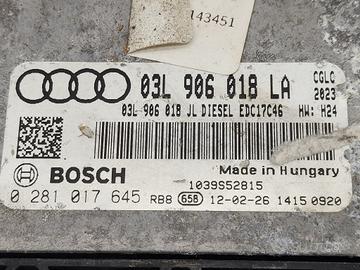 143451
03L 906 018 LA
CGLC
2023
03L 906 018 JL DIESEL EDC17C46 HW: H24
BOSCH
Made in Hungary
1039S52815
0 281 017 645 RB8 658 12-02-26 1415 0920